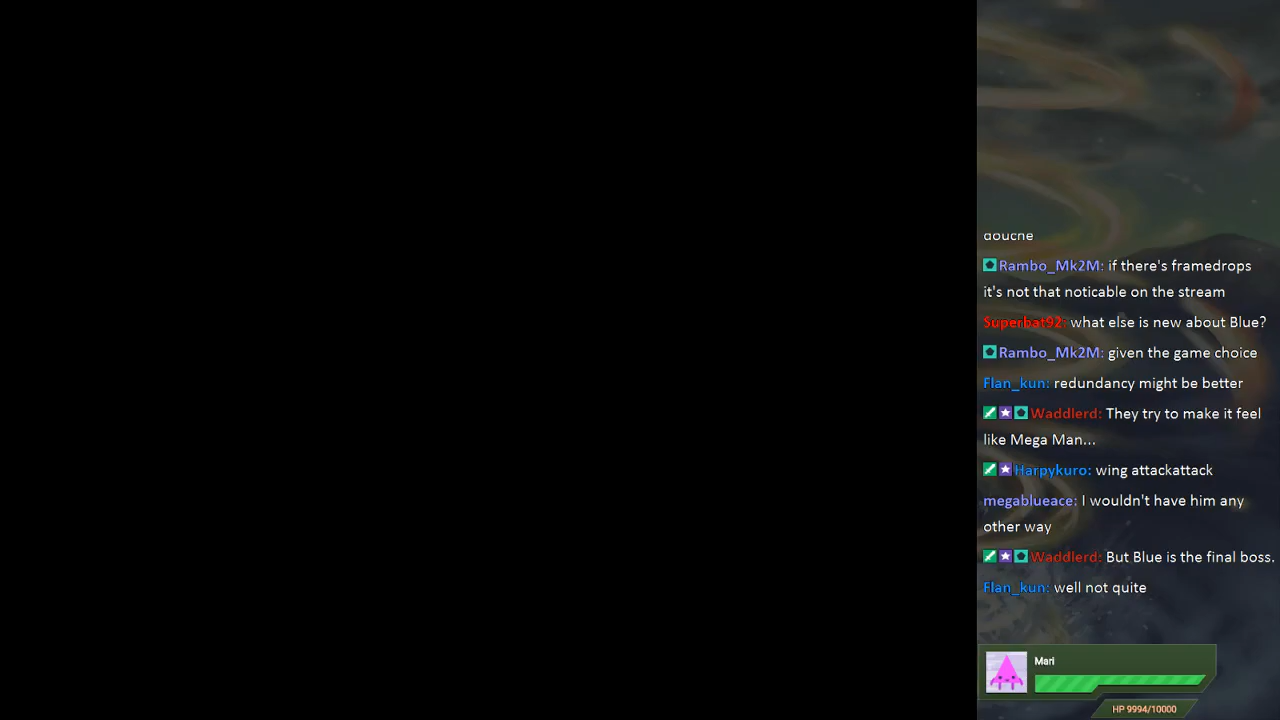 douche
Rambo_Mk2M: if there's framedrops
it's not that noticable on the stream
Superbat92: what else is new about Blue?
Rambo_Mk2M: given the game choice
Flan_kun: redundancy might be better
Waddlerd: They try to make it feel
like Mega Man...
Harpykuro: wing attackattack
megablueace: I wouldn't have him any
other way
Waddlerd: But Blue is the final boss.
Flan_kun: well not quite
Mari
HP 9994/10000